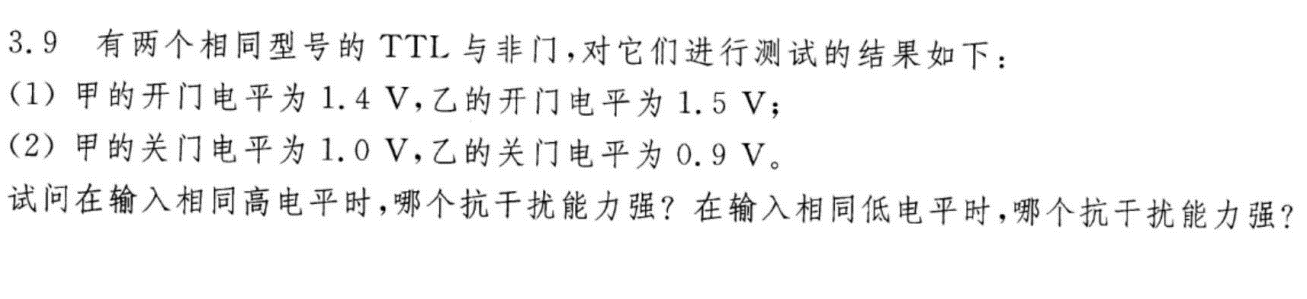 3.9 有两个相同型号的 TTL 与非门,对它们进行测试的结果如下:
(1) 甲的开门电平为 1.4 V,乙的开门电平为 1.5 V;
(2) 甲的关门电平为 1.0 V,乙的关门电平为 0.9 V。
试问在输入相同高电平时,哪个抗干扰能力强? 在输入相同低电平时,哪个抗干扰能力强?